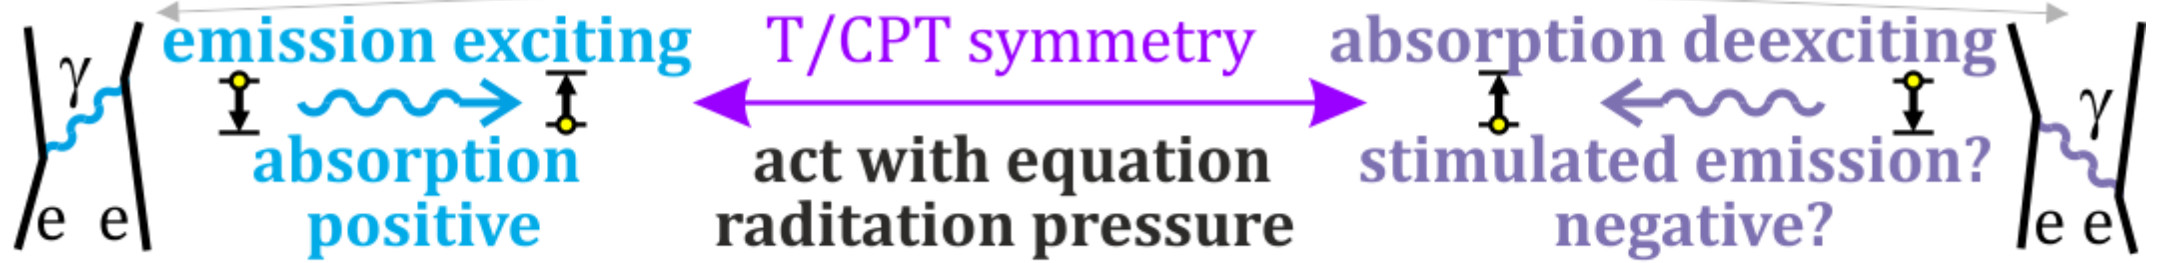 γ
e e
emission exciting
absorption
positive
T/CPT symmetry
act with equation
raditation pressure
absorption deexciting
stimulated emission?
negative?
γ
e e